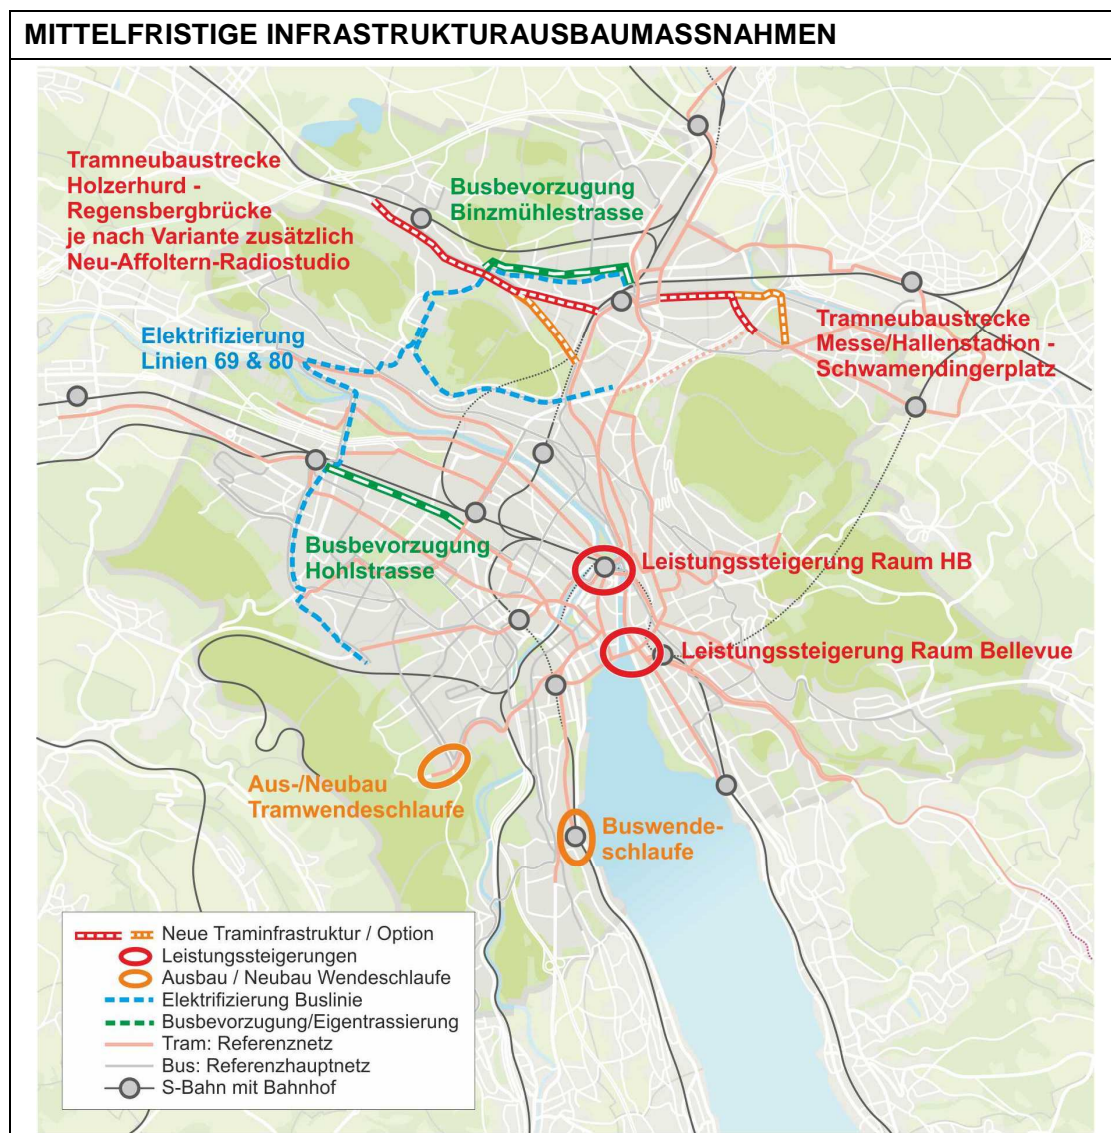 MITTELFRISTIGE INFRASTRUKTURAUSBAUMASSNAHMEN
Tramneubaustrecke
Holzerhurd -
Regensbergbrücke
je nach Variante zusätzlich
Neu-Affoltern-Radiostudio
Busbevorzugung
Binzmühlestrasse
Elektrifizierung
Linien 69 & 80
Tramneubaustrecke
Messe/Hallenstadion -
Schwamendingerplatz
Busbevorzugung
Hohlstrasse
Leistungssteigerung Raum HB
Leistungssteigerung Raum Bellevue
Aus-/Neubau
Tramwendeschlaufe
Buswende-
schlaufe
Neue Traminfrastruktur / Option
Leistungssteigerungen
Ausbau / Neubau Wendeschlaufe
Elektrifizierung Buslinie
Busbevorzugung/Eigentrassierung
Tram: Referenznetz
Bus: Referenzhauptnetz
S-Bahn mit Bahnhof